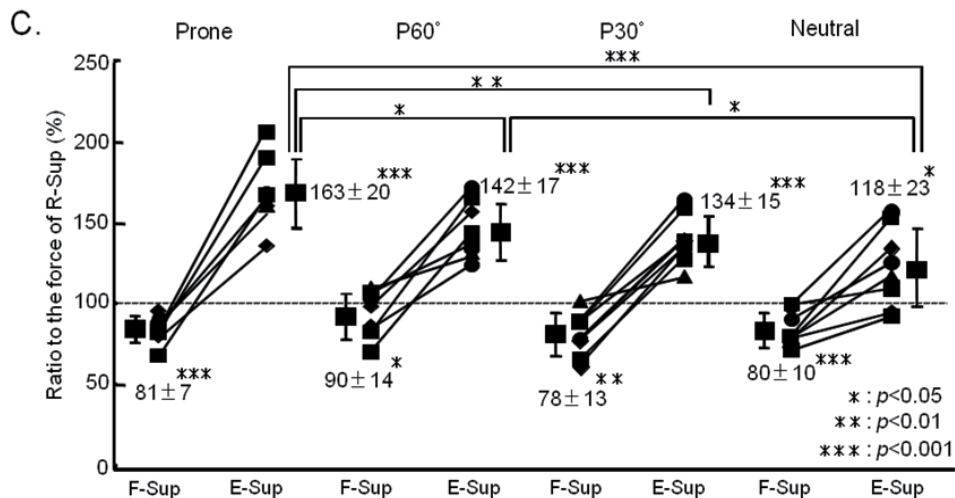 C.
Prone P60° P30° Neutral
250
200
150
100
50
0
Ratio to the force of R-Sup (%)
***
**
*
*
163±20 ***
142±17 ***
134±15 ***
118±23 *
81±7 ***
90±14 *
78±13 **
80±10 ***
* : p<0.05
** : p<0.01
*** : p<0.001
F-Sup E-Sup F-Sup E-Sup F-Sup E-Sup F-Sup E-Sup